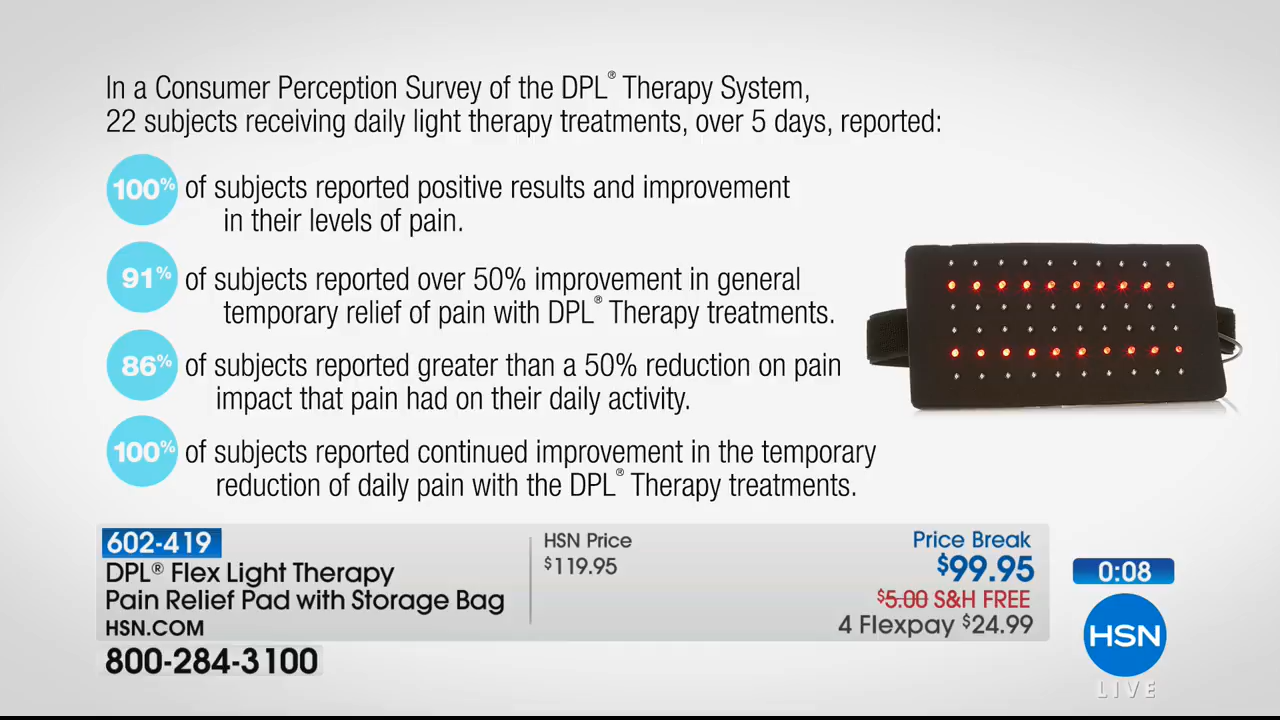 In a Consumer Perception Survey of the DPL® Therapy System,
22 subjects receiving daily light therapy treatments, over 5 days, reported:
100% of subjects reported positive results and improvement
in their levels of pain.
91% of subjects reported over 50% improvement in general
temporary relief of pain with DPL® Therapy treatments.
86% of subjects reported greater than a 50% reduction on pain
impact that pain had on their daily activity.
100% of subjects reported continued improvement in the temporary
reduction of daily pain with the DPL® Therapy treatments.
602-419
DPL® Flex Light Therapy
Pain Relief Pad with Storage Bag
HSN.COM
800-284-3100
HSN Price
$119.95
Price Break
$99.95
$5.00 S&H FREE
4 Flexpay $24.99
0:08
HSN
LIVE